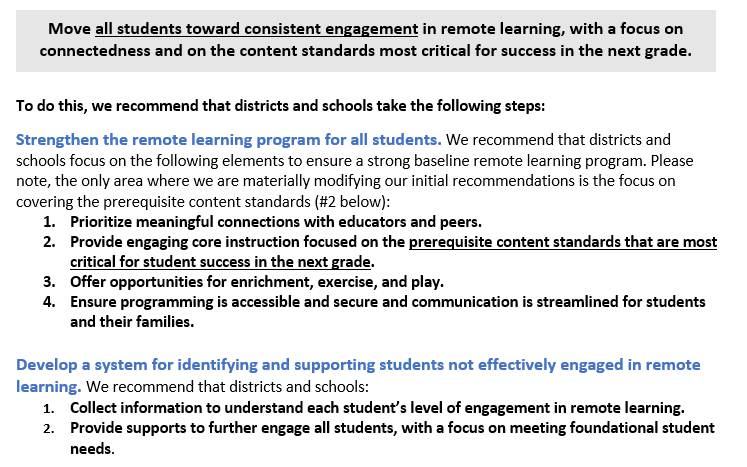 Move all students toward consistent engagement in remote learning, with a focus on
connectedness and on the content standards most critical for success in the next grade.
To do this, we recommend that districts and schools take the following steps:
Strengthen the remote learning program for all students. We recommend that districts and
schools focus on the following elements to ensure a strong baseline remote learning program. Please
note, the only area where we are materially modifying our initial recommendations is the focus on
covering the prerequisite content standards (#2 below):
1. Prioritize meaningful connections with educators and peers.
2. Provide engaging core instruction focused on the prerequisite content standards that are most
critical for student success in the next grade.
3. Offer opportunities for enrichment, exercise, and play.
4. Ensure programming is accessible and secure and communication is streamlined for students
and their families.
Develop a system for identifying and supporting students not effectively engaged in remote
learning. We recommend that districts and schools:
1. Collect information to understand each student's level of engagement in remote learning.
2. Provide supports to further engage all students, with a focus on meeting foundational student
needs.